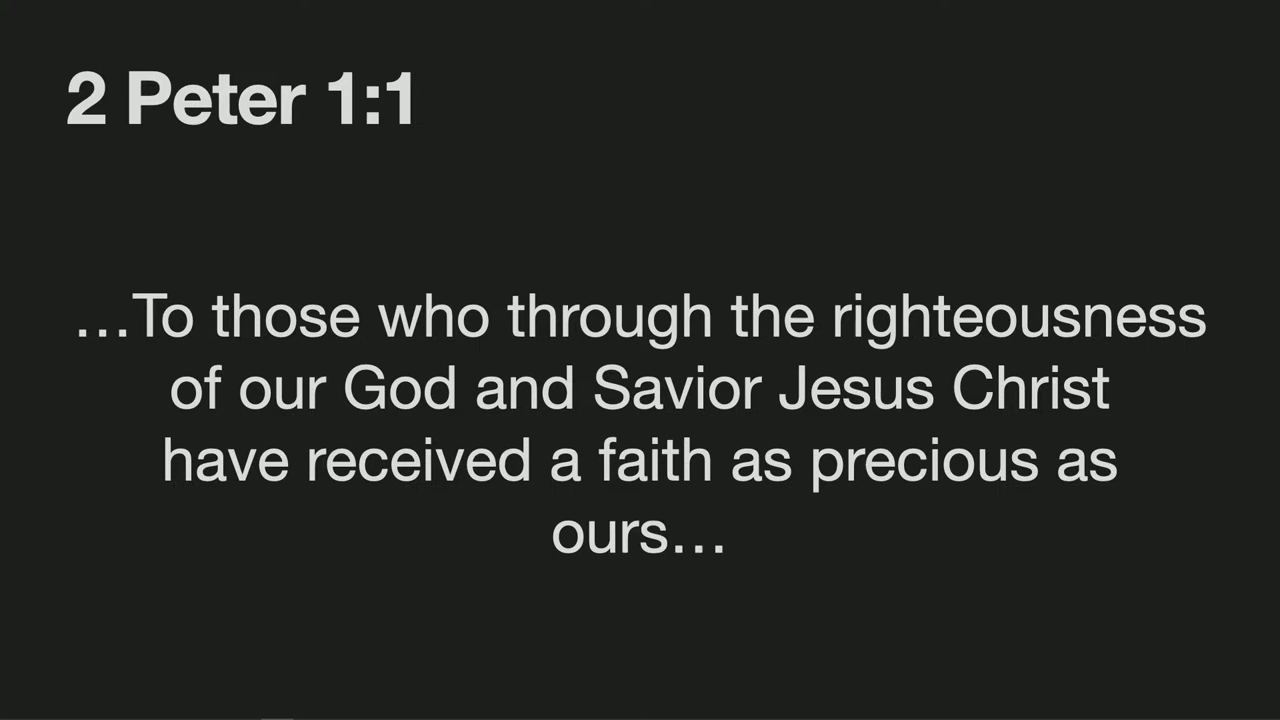 2 Peter 1:1
…To those who through the righteousness
of our God and Savior Jesus Christ
have received a faith as precious as
ours…